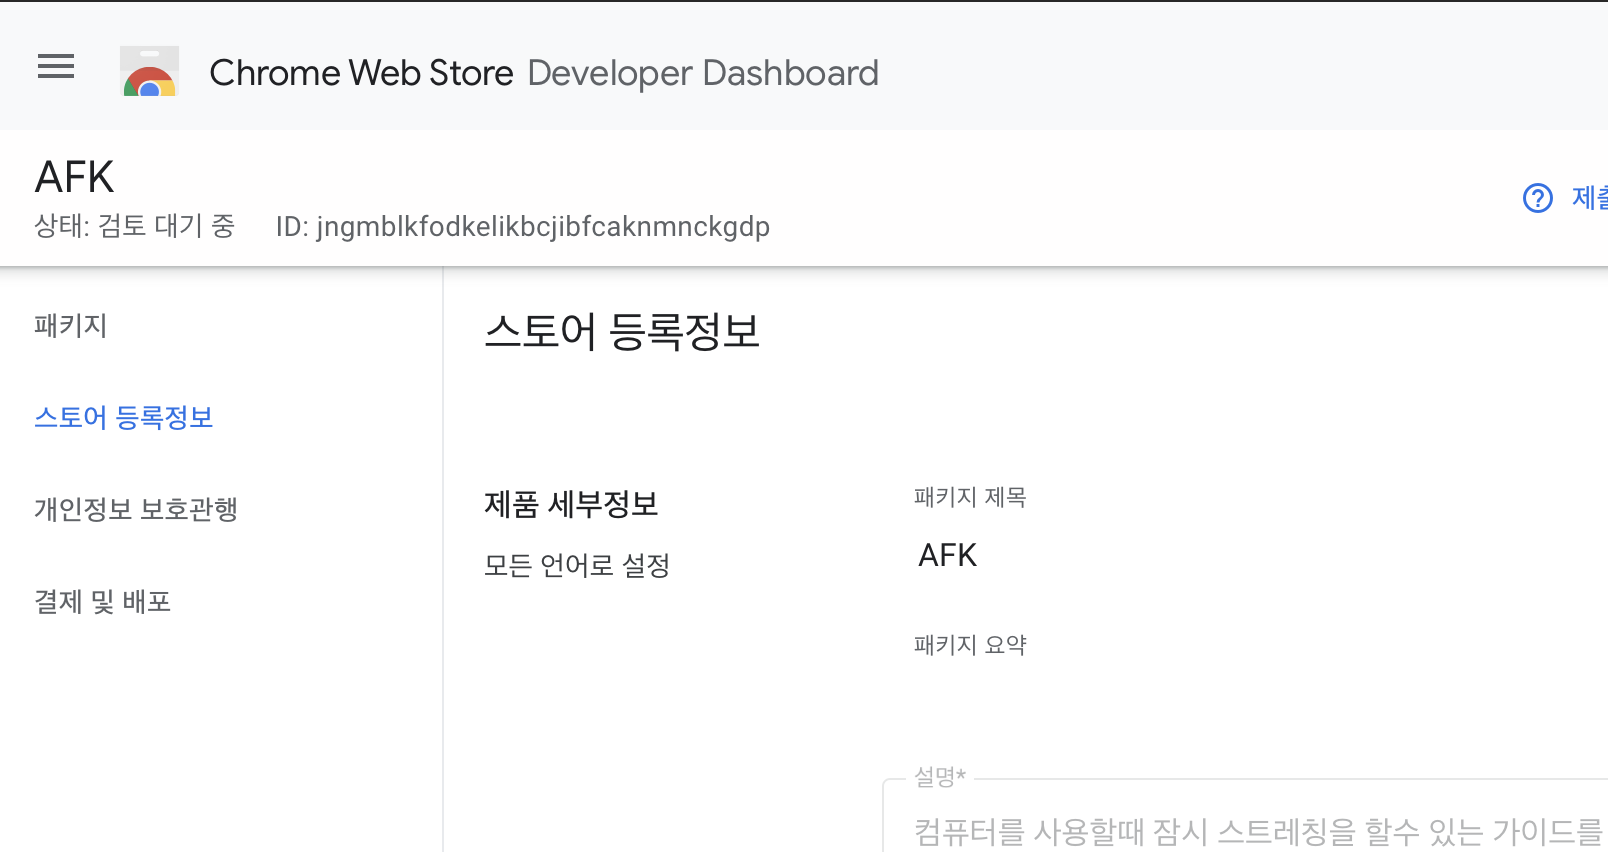 Chrome Web Store Developer Dashboard
AFK
상태: 검토 대기 중 ID: jngmblkfodkelikbcjibfcaknmnckgdp
패키지
스토어 등록정보
개인정보 보호관행
결제 및 배포
스토어 등록정보
제품 세부정보
모든 언어로 설정
패키지 제목
AFK
패키지 요약
설명*
컴퓨터를 사용할때 잠시 스트레칭을 할수 있는 가이드를